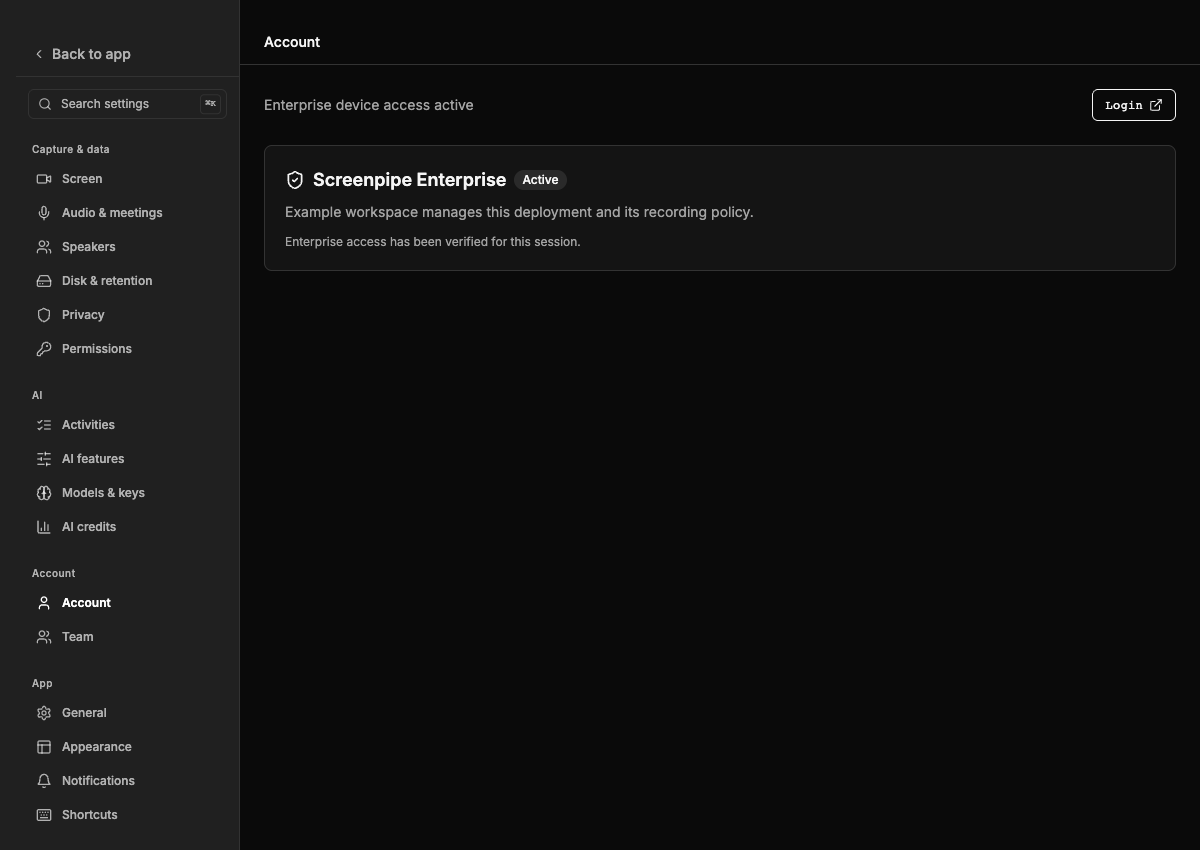 Back to app
Search settings
⌘K
Capture & data
Screen
Audio & meetings
Speakers
Disk & retention
Privacy
Permissions
AI
Activities
AI features
Models & keys
AI credits
Account
Account
Team
App
General
Appearance
Notifications
Shortcuts
Account
Enterprise device access active
Login
Screenpipe Enterprise
Active
Example workspace manages this deployment and its recording policy.
Enterprise access has been verified for this session.